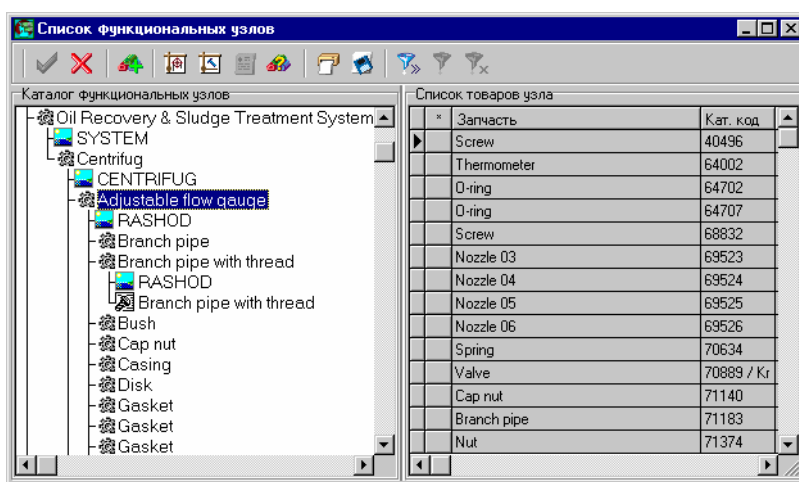 Список функциональных узлов
Каталог функциональных узлов
Oil Recovery & Sludge Treatment System
SYSTEM
Centrifug
CENTRIFUG
Adjustable flow gauge
RASHOD
Branch pipe
Branch pipe with thread
RASHOD
Branch pipe with thread
Bush
Cap nut
Casing
Disk
Gasket
Gasket
Gasket
Список товаров узла
* Запчасть Кат. код
Screw 40496
Thermometer 64002
O-ring 64702
O-ring 64707
Screw 68832
Nozzle 03 69523
Nozzle 04 69524
Nozzle 05 69525
Nozzle 06 69526
Spring 70634
Valve 70889 / Kr
Cap nut 71140
Branch pipe 71183
Nut 71374